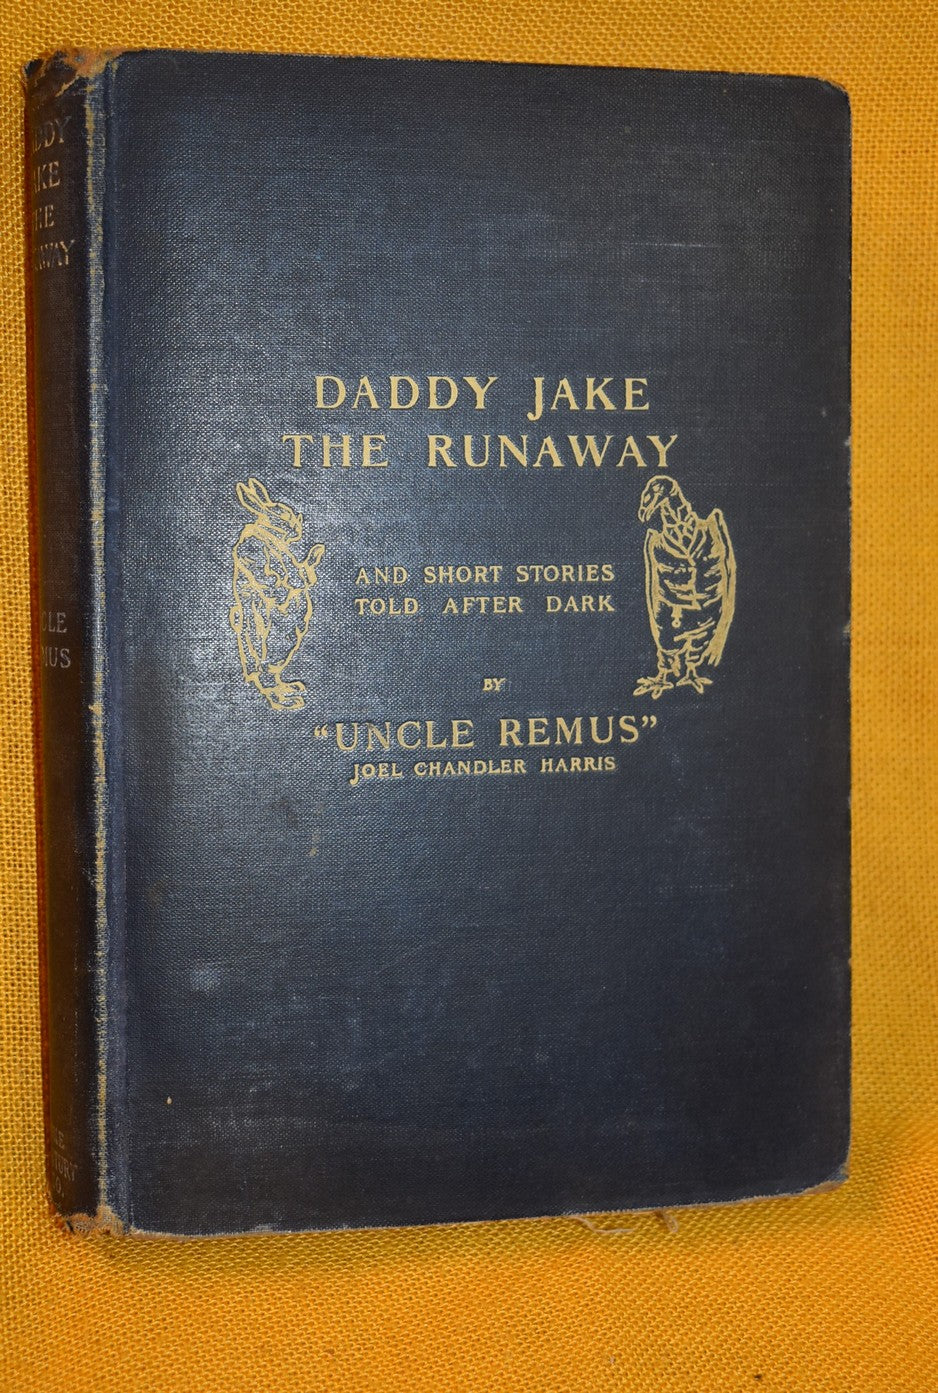 DADDY JAKE
THE RUNAWAY
AND SHORT STORIES
TOLD AFTER DARK
BY
"UNCLE REMUS"
JOEL CHANDLER HARRIS